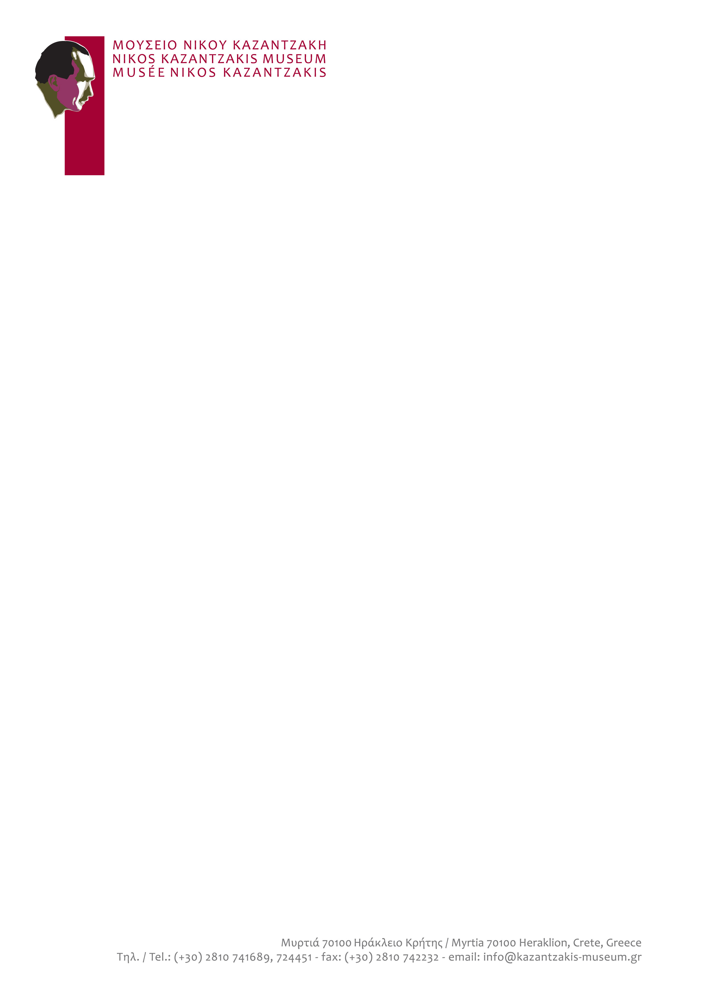 ΜΟΥΣΕΙΟ ΝΙΚΟΥ ΚΑΖΑΝΤΖΑΚΗ
NIKOS KAZANTZAKIS MUSEUM
MUSÉE NIKOS KAZANTZAKIS
Μυρτιά 70100 Ηράκλειο Κρήτης / Myrtia 70100 Heraklion, Crete, Greece
Τηλ. / Tel.: (+30) 2810 741689, 724451 - fax: (+30) 2810 742232 - email: info@kazantzakis-museum.gr